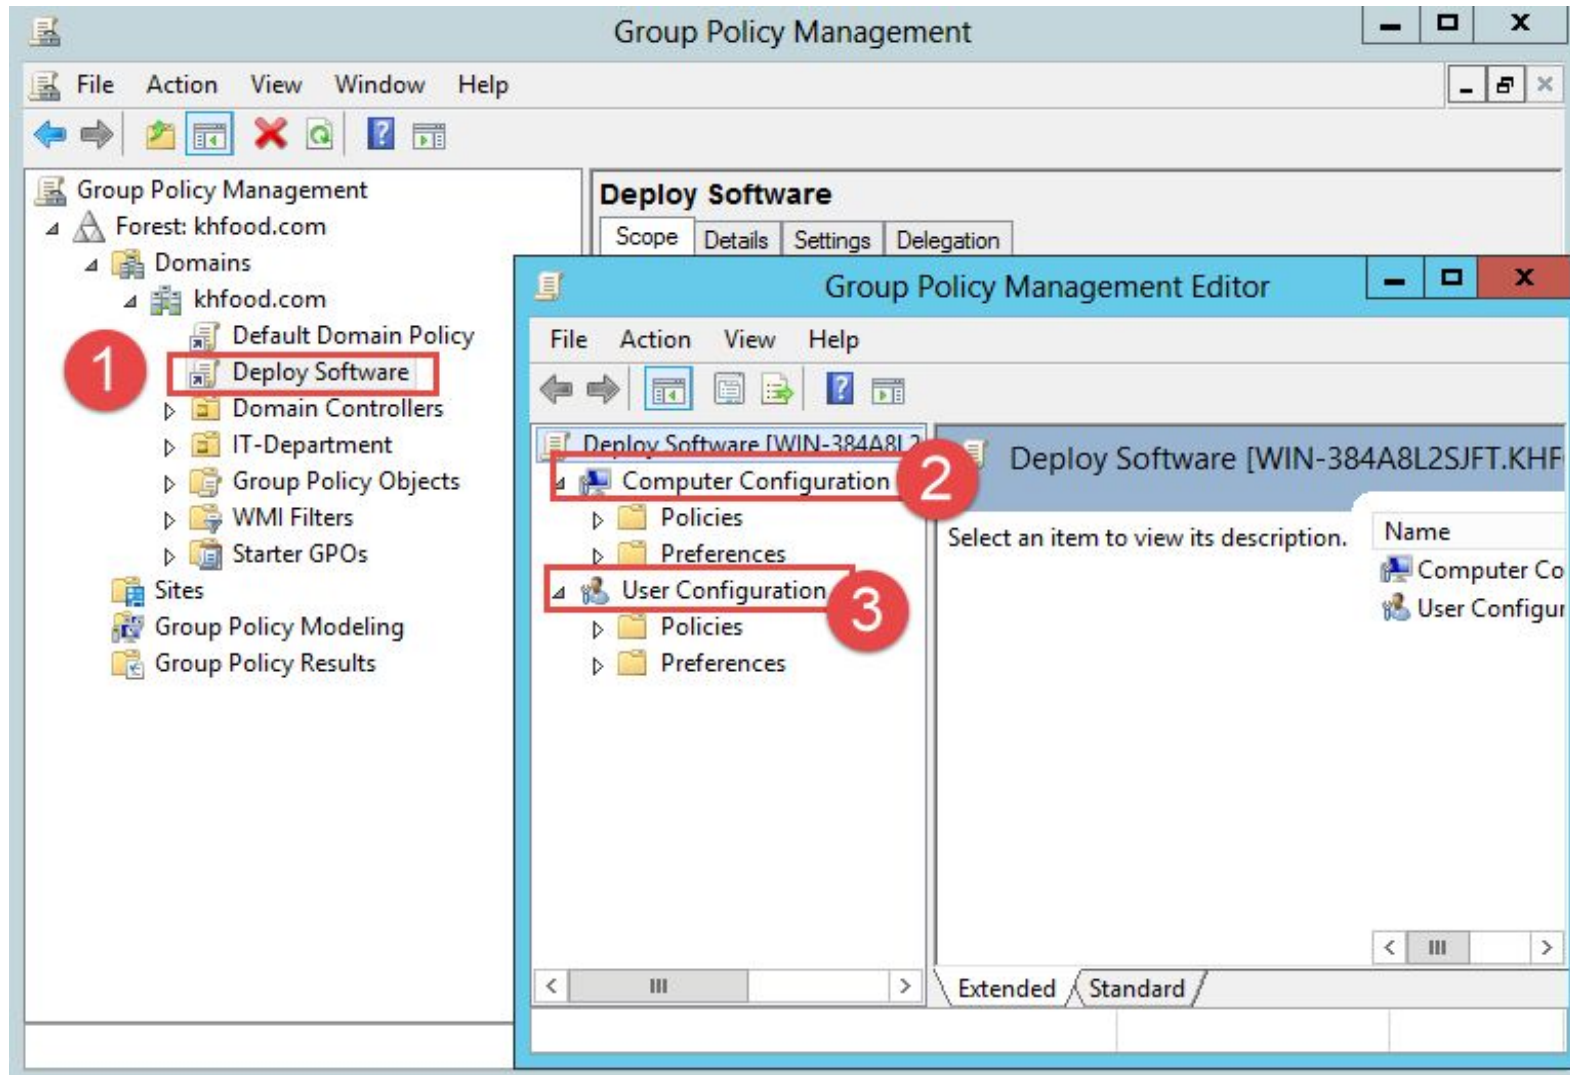 Group Policy Management
File Action View Window Help
Group Policy Management
Forest: khfood.com
Domains
khfood.com
Default Domain Policy
1
Deploy Software
Domain Controllers
IT-Department
Group Policy Objects
WMI Filters
Starter GPOs
Sites
Group Policy Modeling
Group Policy Results
Deploy Software
Scope Details Settings Delegation
Group Policy Management Editor
File Action View Help
Deploy Software [WIN-384A8L2
Computer Configuration
2
Policies
Preferences
User Configuration
3
Policies
Preferences
Deploy Software [WIN-384A8L2SJFT.KHF
Select an item to view its description.
Name
Computer Co
User Configur
Extended Standard